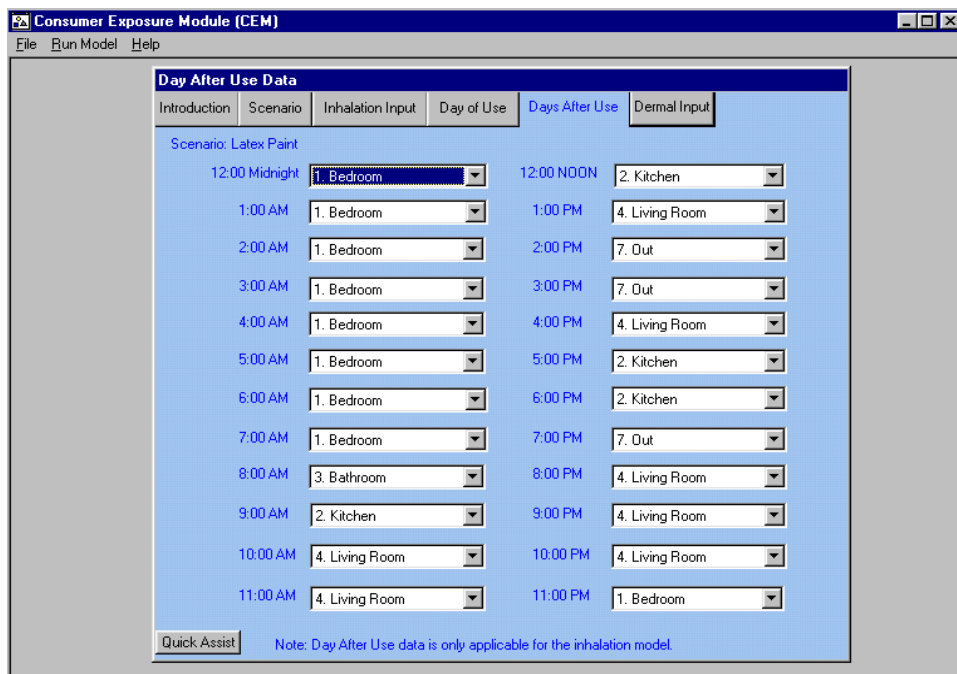 Consumer Exposure Module (CEM)
File Run Model Help
Day After Use Data
Introduction Scenario Inhalation Input Day of Use Days After Use Dermal Input
Scenario: Latex Paint
12:00 Midnight 1. Bedroom 12:00 NOON 2. Kitchen
1:00 AM 1. Bedroom 1:00 PM 4. Living Room
2:00 AM 1. Bedroom 2:00 PM 7. Out
3:00 AM 1. Bedroom 3:00 PM 7. Out
4:00 AM 1. Bedroom 4:00 PM 4. Living Room
5:00 AM 1. Bedroom 5:00 PM 2. Kitchen
6:00 AM 1. Bedroom 6:00 PM 2. Kitchen
7:00 AM 1. Bedroom 7:00 PM 7. Out
8:00 AM 3. Bathroom 8:00 PM 4. Living Room
9:00 AM 2. Kitchen 9:00 PM 4. Living Room
10:00 AM 4. Living Room 10:00 PM 4. Living Room
11:00 AM 4. Living Room 11:00 PM 1. Bedroom
Quick Assist Note: Day After Use data is only applicable for the inhalation model.